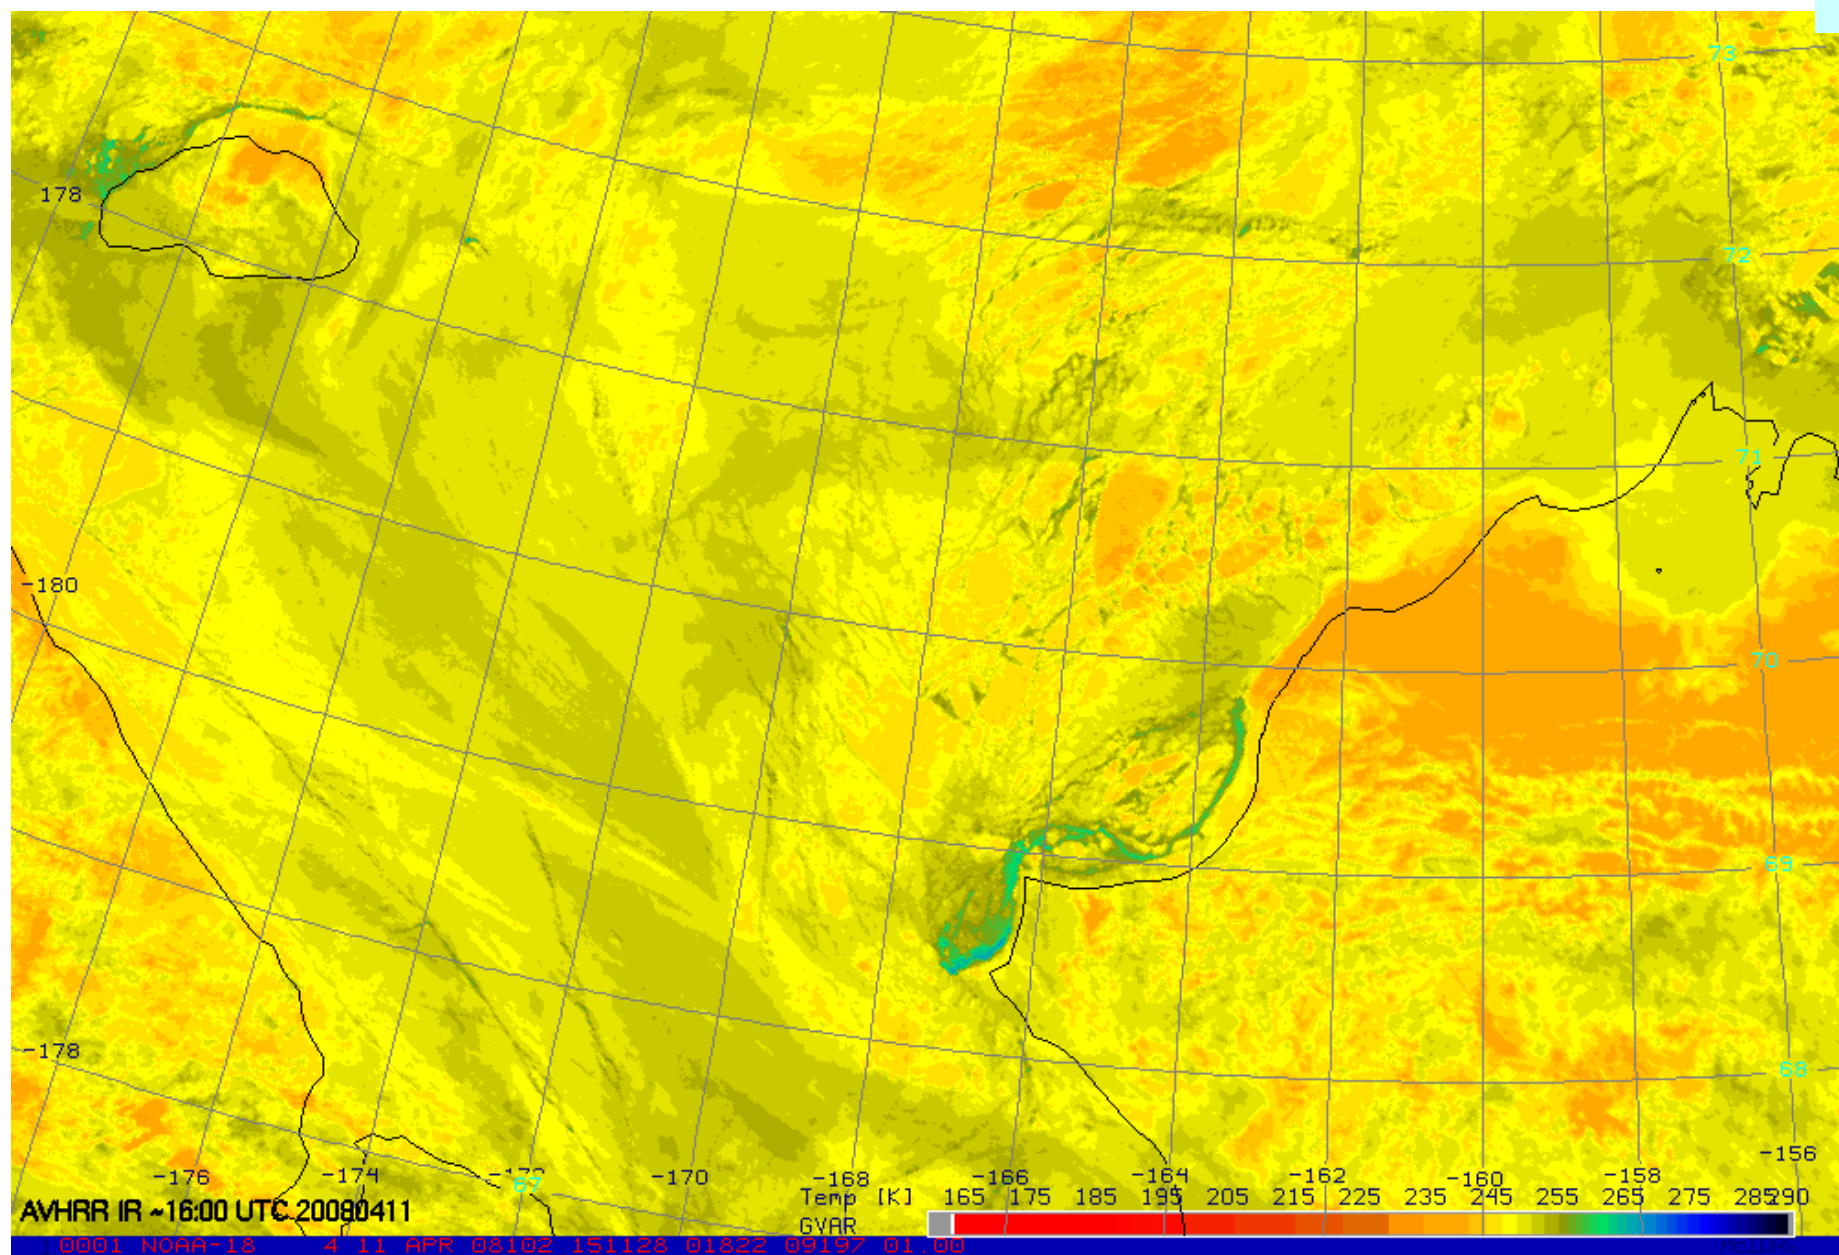 73
178
72
71
-180
70
69
-178
68
-156
-176 -174 -172 -170 -168 -166 -164 -162 -160 -158
67
Temp [K] 165 175 185 195 205 215 225 235 245 255 265 275 285 290
AVHRR IR ~16:00 UTC 20080411
GVAR
0001 NOAA-18 4 11 APR 08102 151128 01822 09197 01.00